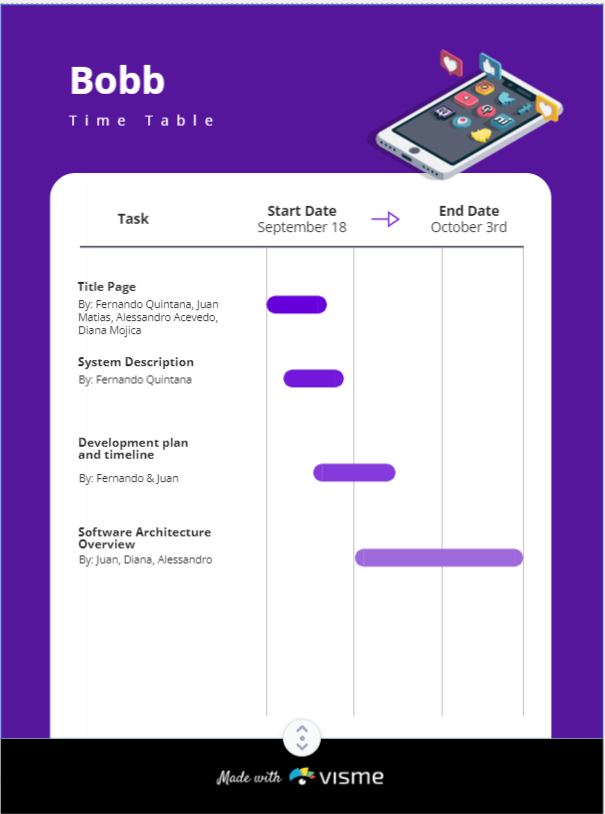 Bobb
Time Table
Task
Start Date
September 18
End Date
October 3rd
Title Page
By: Fernando Quintana, Juan
Matias, Alessandro Acevedo,
Diana Mojica
System Description
By: Fernando Quintana
Development plan
and timeline
By: Fernando & Juan
Software Architecture
Overview
By: Juan, Diana, Alessandro
Made with visme